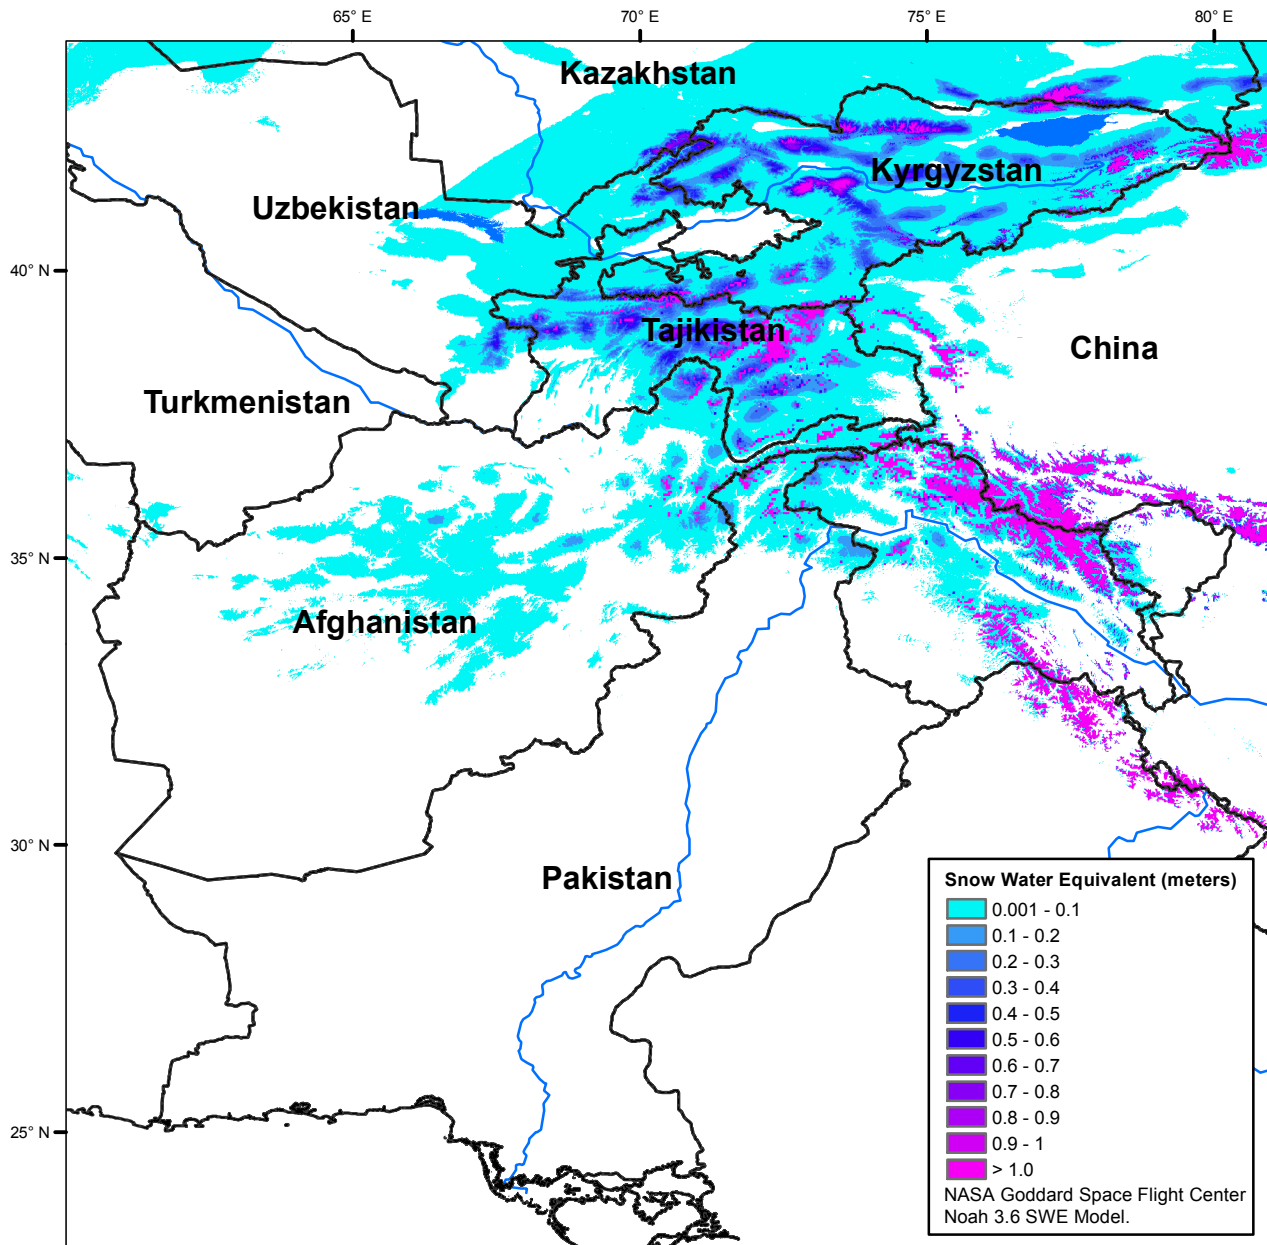 65° E
70° E
75° E
80° E
Kazakhstan
Kyrgyzstan
Uzbekistan
40° N
Tajikistan
China
Turkmenistan
35° N
Afghanistan
30° N
Pakistan
Snow Water Equivalent (meters)
0.001 - 0.1
0.1 - 0.2
0.2 - 0.3
0.3 - 0.4
0.4 - 0.5
0.5 - 0.6
0.6 - 0.7
0.7 - 0.8
0.8 - 0.9
0.9 - 1
> 1.0
NASA Goddard Space Flight Center
Noah 3.6 SWE Model.
25° N